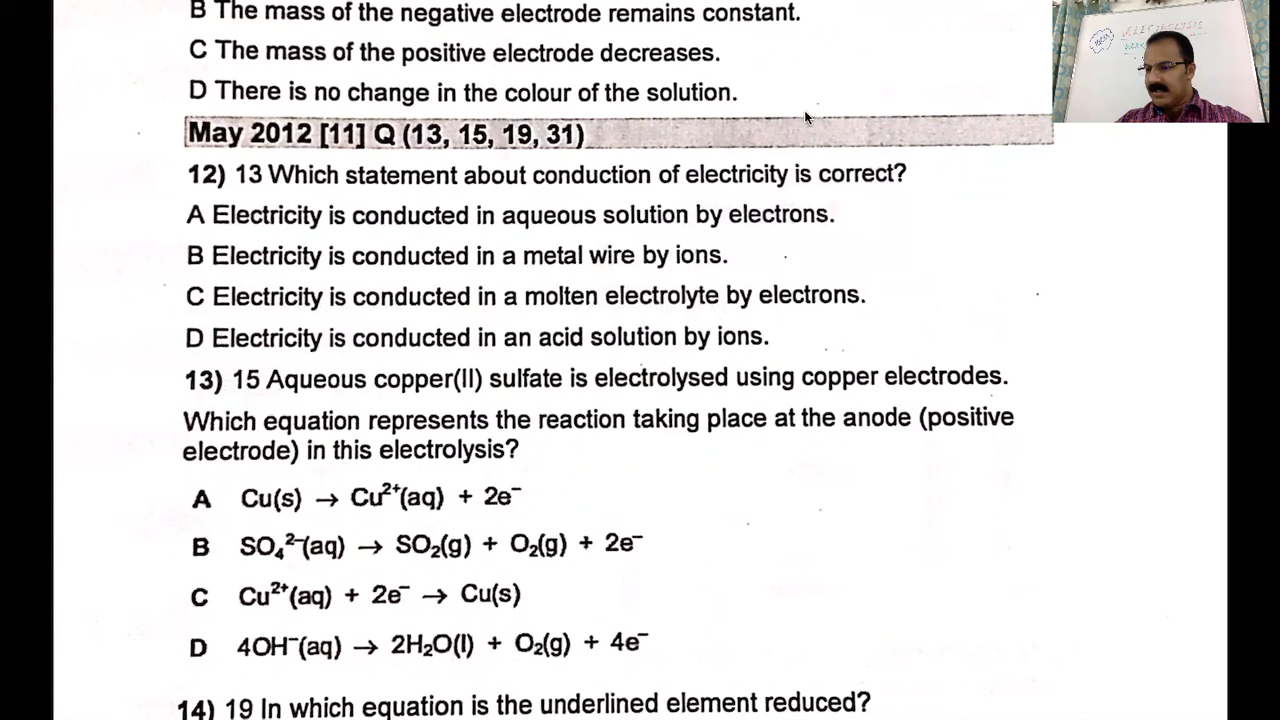 B The mass of the negative electrode remains constant.
C The mass of the positive electrode decreases.
D There is no change in the colour of the solution.
ELECTROLYSIS
May 2012 [11] Q (13, 15, 19, 31)
12) 13 Which statement about conduction of electricity is correct?
A Electricity is conducted in aqueous solution by electrons.
B Electricity is conducted in a metal wire by ions.
C Electricity is conducted in a molten electrolyte by electrons.
D Electricity is conducted in an acid solution by ions.
13) 15 Aqueous copper(II) sulfate is electrolysed using copper electrodes.
Which equation represents the reaction taking place at the anode (positive
electrode) in this electrolysis?
A Cu(s) → Cu²⁺(aq) + 2e⁻
B SO₄²⁻(aq) → SO₂(g) + O₂(g) + 2e⁻
C Cu²⁺(aq) + 2e⁻ → Cu(s)
D 4OH⁻(aq) → 2H₂O(l) + O₂(g) + 4e⁻
14) 19 In which equation is the underlined element reduced?